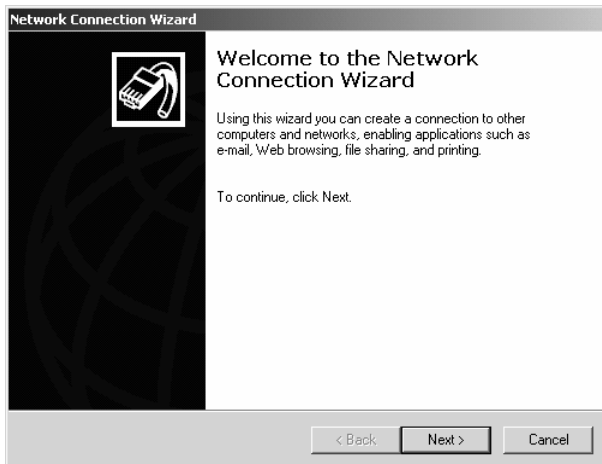 Network Connection Wizard
Welcome to the Network
Connection Wizard
Using this wizard you can create a connection to other
computers and networks, enabling applications such as
e-mail, Web browsing, file sharing, and printing.
To continue, click Next.
< Back
Next >
Cancel